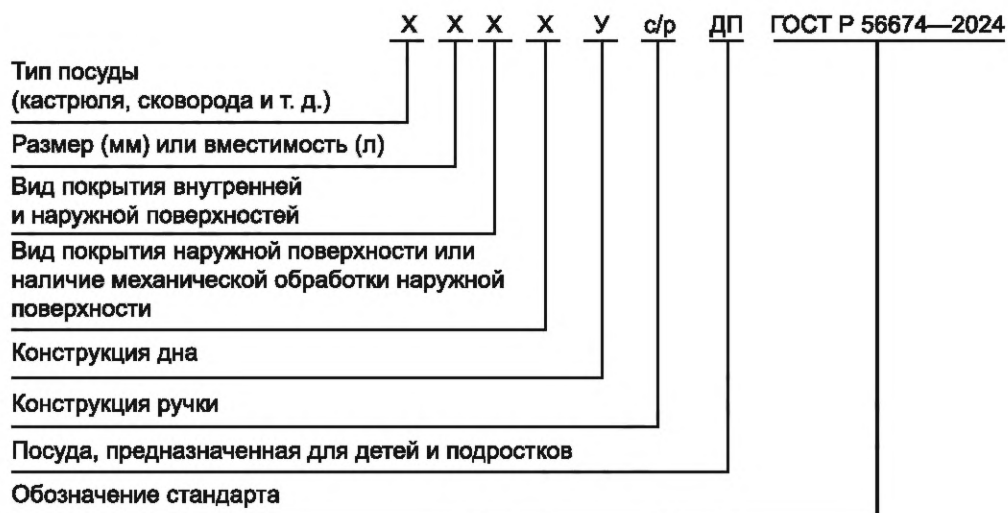 Х Х Х Х У с/р ДП ГОСТ Р 56674—2024
Тип посуды
(кастрюля, сковорода и т. д.)
Размер (мм) или вместимость (л)
Вид покрытия внутренней
и наружной поверхностей
Вид покрытия наружной поверхности или
наличие механической обработки наружной
поверхности
Конструкция дна
Конструкция ручки
Посуда, предназначенная для детей и подростков
Обозначение стандарта